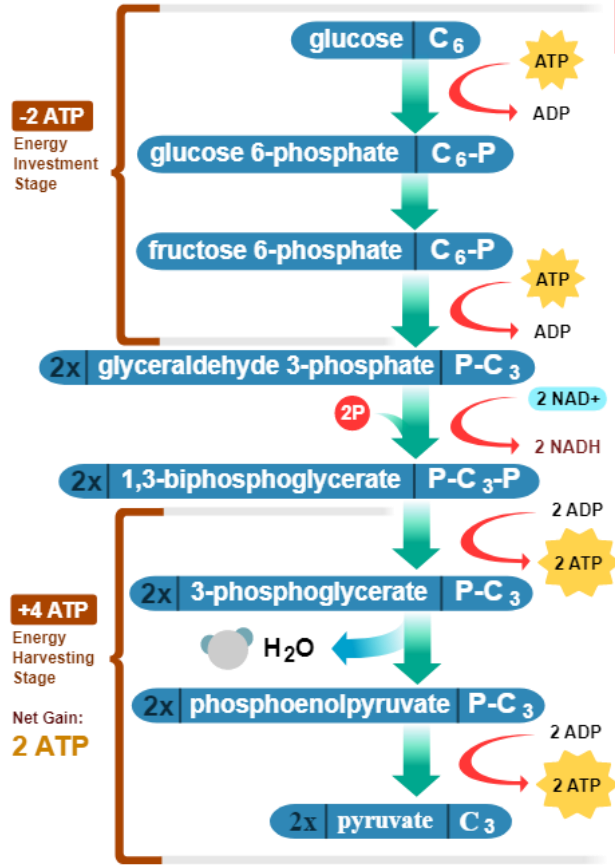 glucose C6
ATP
ADP
-2 ATP
Energy
Investment
Stage
glucose 6-phosphate C6-P
fructose 6-phosphate C6-P
ATP
ADP
2x glyceraldehyde 3-phosphate P-C3
2P
2 NAD+
2 NADH
2x 1,3-biphosphoglycerate P-C3-P
2 ADP
2 ATP
2x 3-phosphoglycerate P-C3
+4 ATP
Energy
Harvesting
Stage
H2O
Net Gain:
2 ATP
2x phosphoenolpyruvate P-C3
2 ADP
2 ATP
2x pyruvate C3